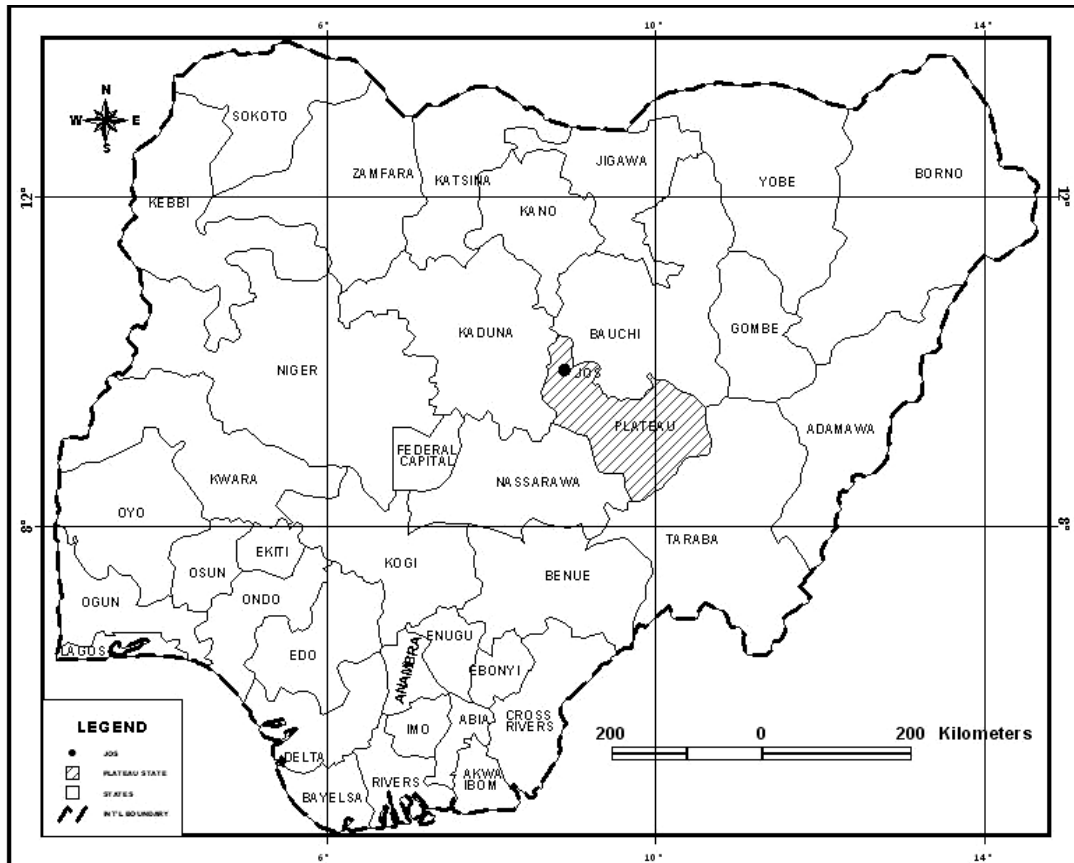 6° 10° 14°
N
W E
S
SOKOTO
ZAMFARA
KATSINA
JIGAWA
YOBE
BORNO
12° 12°
KEBBI
KANO
KADUNA
BAUCHI
GOMBE
NIGER
JOS
PLATEAU
ADAMAWA
FEDERAL
CAPITAL
KWARA
NASSARAWA
OYO
8° 8°
TARABA
EKITI
OSUN
KOGI
BENUE
OGUN
ONDO
ENUGU
LAGOS
EDO
ANAMBRA
EBONYI
CROSS
RIVERS
IMO
ABIA
DELTA
RIVERS
AKWA
IBOM
BAYELSA
200 0 200 Kilometers
LEGEND
JOS
PLATEAU STATE
STATES
INT'L BOUNDARY
6° 10° 14°